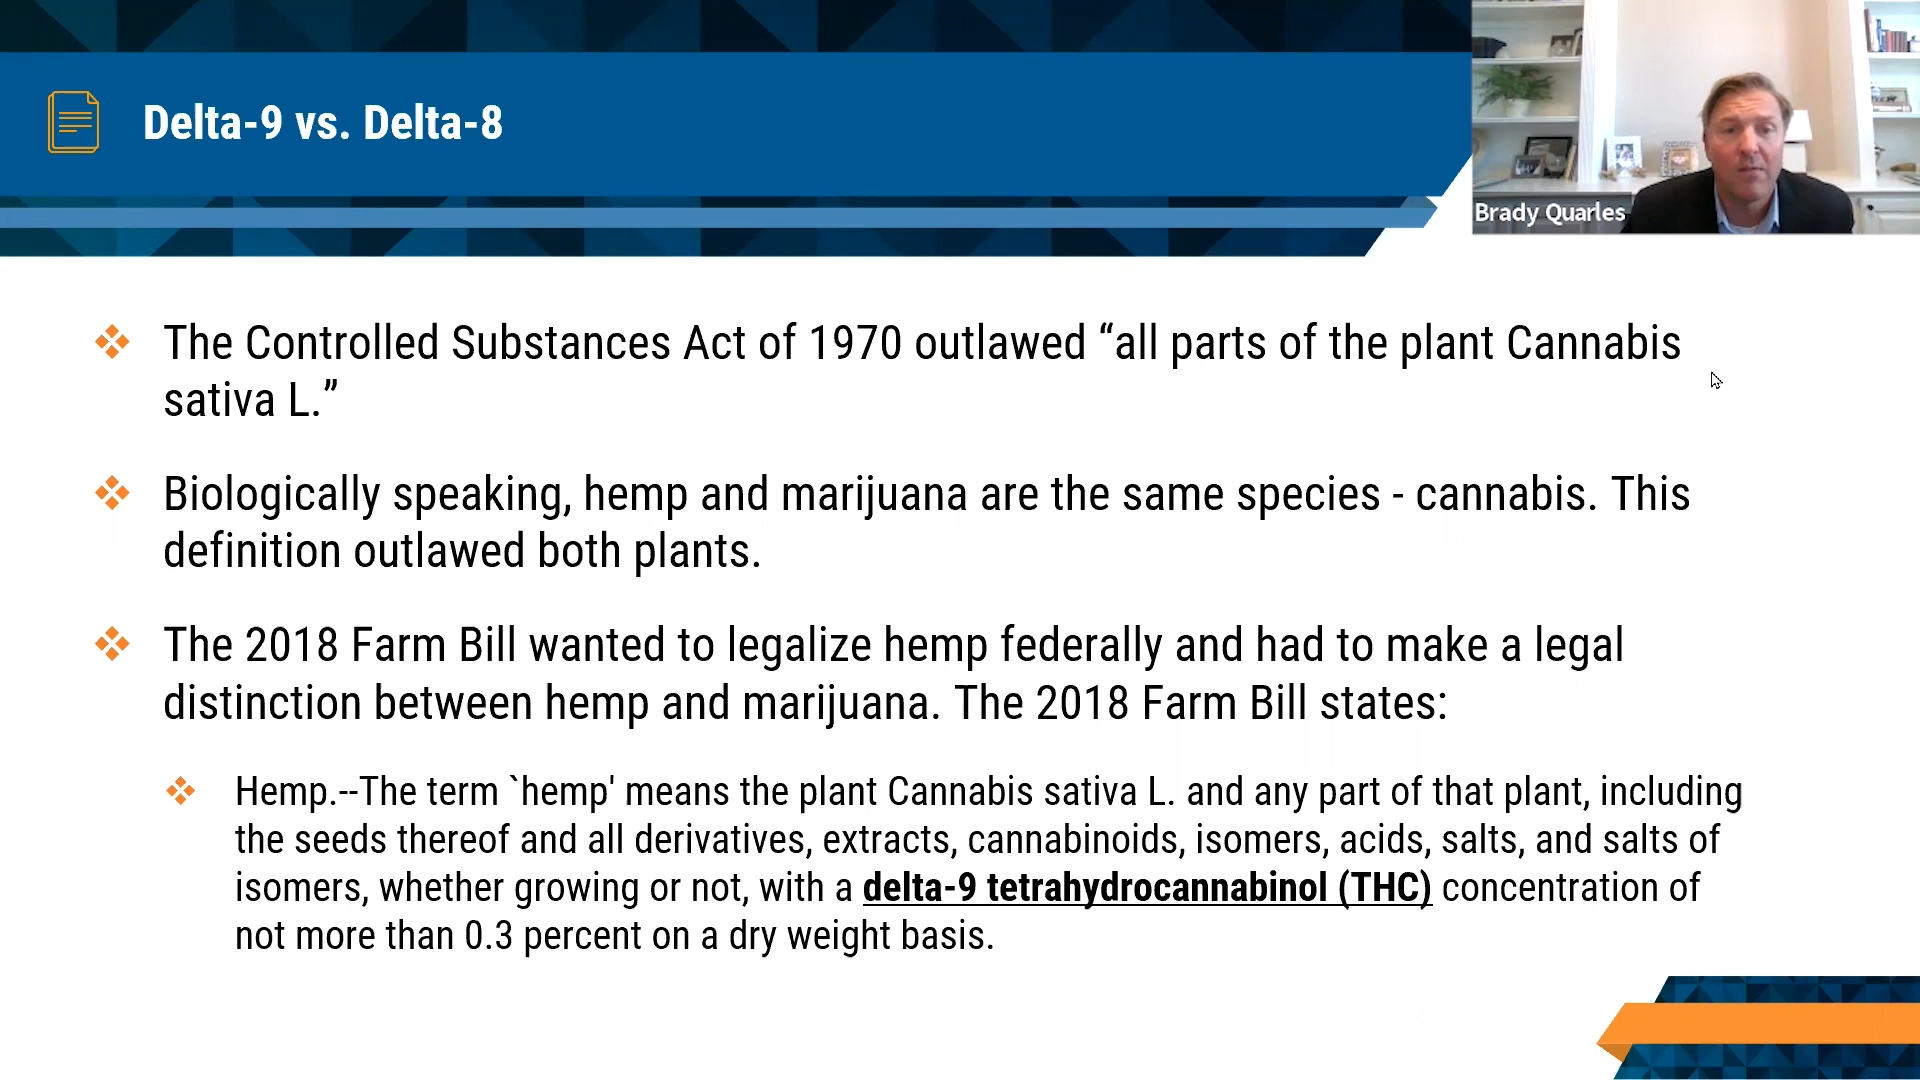 Delta-9 vs. Delta-8
Brady Quarles
The Controlled Substances Act of 1970 outlawed “all parts of the plant Cannabis
sativa L.”
Biologically speaking, hemp and marijuana are the same species - cannabis. This
definition outlawed both plants.
The 2018 Farm Bill wanted to legalize hemp federally and had to make a legal
distinction between hemp and marijuana. The 2018 Farm Bill states:
Hemp.--The term `hemp' means the plant Cannabis sativa L. and any part of that plant, including
the seeds thereof and all derivatives, extracts, cannabinoids, isomers, acids, salts, and salts of
isomers, whether growing or not, with a delta-9 tetrahydrocannabinol (THC) concentration of
not more than 0.3 percent on a dry weight basis.